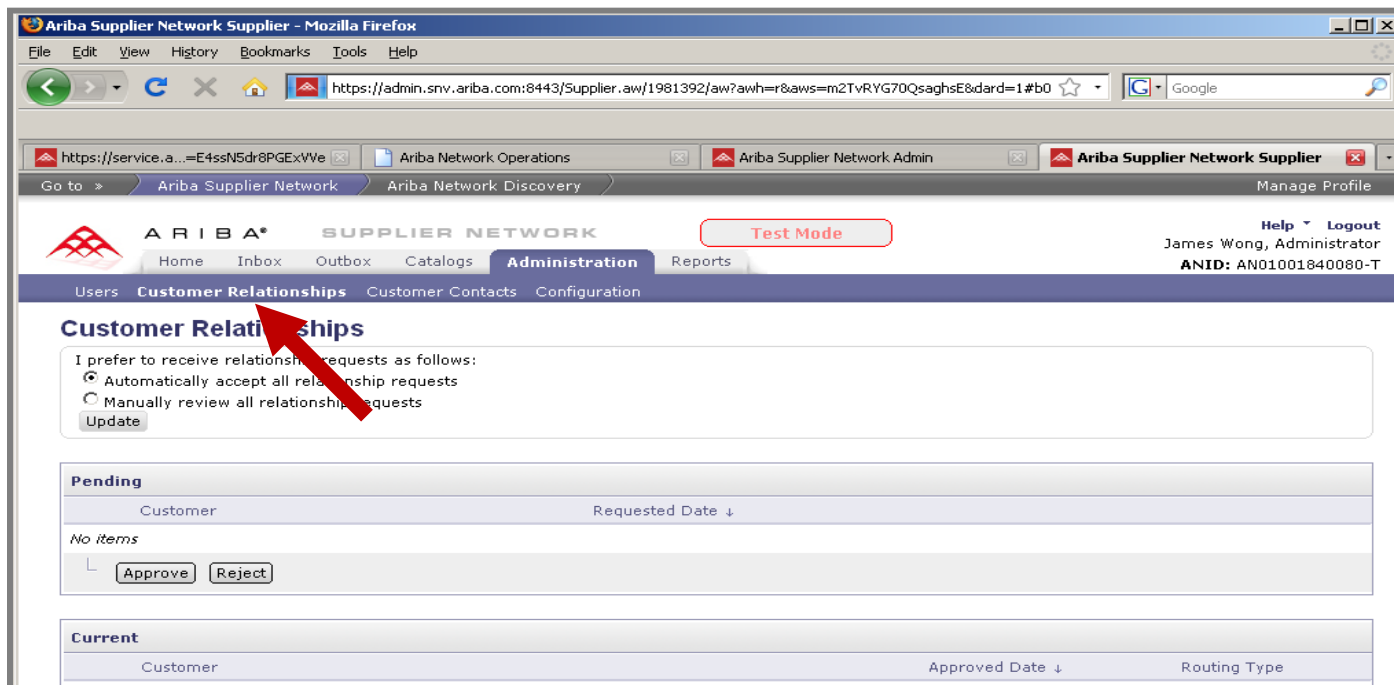 Ariba Supplier Network Supplier - Mozilla Firefox
File Edit View History Bookmarks Tools Help
https://admin.snv.ariba.com:8443/Supplier.aw/1981392/aw?awh=r&aws=m2TvRYG70QsaghsE&dard=1#b0 G Google
https://service.a...=E4ssN5dr8PGExVVe Ariba Network Operations Ariba Supplier Network Admin Ariba Supplier Network Supplier
Go to » Ariba Supplier Network Ariba Network Discovery Manage Profile
Help Logout
ARIBA® SUPPLIER NETWORK Test Mode
James Wong, Administrator
Home Inbox Outbox Catalogs Administration Reports
ANID: AN01001840080-T
Users Customer Relationships Customer Contacts Configuration
Customer Relationships
I prefer to receive relationship requests as follows:
Automatically accept all relationship requests
Manually review all relationship requests
Update
Pending
Customer Requested Date ↓
No items
Approve Reject
Current
Customer Approved Date ↓ Routing Type